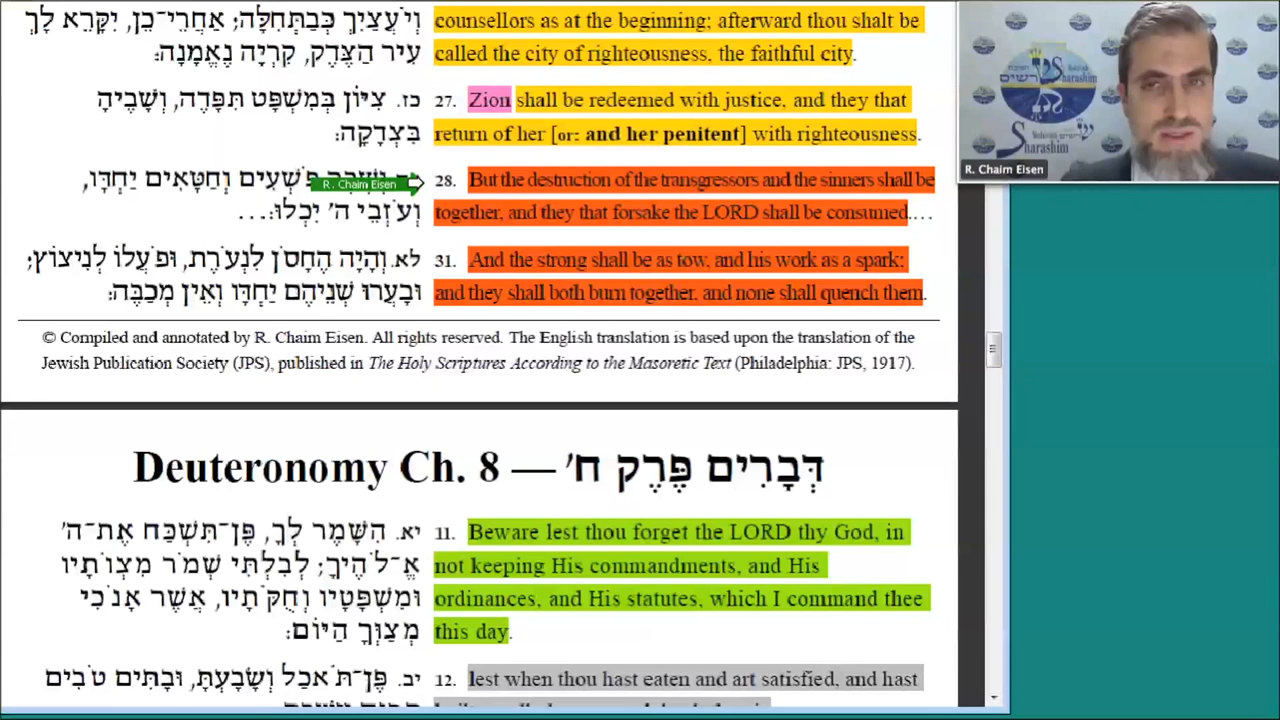 וְיֹעֲצַיִךְ כְּבַתְּחִלָּה; אַחֲרֵי־כֵן, יִקָּרֵא לָךְ
עִיר הַצֶּדֶק, קִרְיָה נֶאֱמָנָה:
counsellors as at the beginning; afterward thou shalt be
called the city of righteousness, the faithful city.
כז. צִיּוֹן בְּמִשְׁפָּט תִּפָּדֶה, וְשָׁבֶיהָ
בִּצְדָקָה:
27. Zion shall be redeemed with justice, and they that
return of her [or: and her penitent] with righteousness.
פֹּשְׁעִים וְחַטָּאִים יַחְדָּו,
וְעֹזְבֵי ה' יִכְלוּ:...
R. Chaim Eisen
28. But the destruction of the transgressors and the sinners shall be
together, and they that forsake the LORD shall be consumed....
לא. וְהָיָה הֶחָסֹן לִנְעֹרֶת, וּפֹעֲלוֹ לְנִיצוֹץ;
וּבָעֲרוּ שְׁנֵיהֶם יַחְדָּו וְאֵין מְכַבֶּה:
31. And the strong shall be as tow, and his work as a spark;
and they shall both burn together, and none shall quench them.
© Compiled and annotated by R. Chaim Eisen. All rights reserved. The English translation is based upon the translation of the
Jewish Publication Society (JPS), published in The Holy Scriptures According to the Masoretic Text (Philadelphia: JPS, 1917).
Deuteronomy Ch. 8 — דְּבָרִים פֶּרֶק ח'
יא. הִשָּׁמֶר לְךָ, פֶּן־תִּשְׁכַּח אֶת־ה'
אֱ־לֹהֶיךָ; לְבִלְתִּי שְׁמֹר מִצְוֹתָיו
וּמִשְׁפָּטָיו וְחֻקֹּתָיו, אֲשֶׁר אָנֹכִי
מְצַוְּךָ הַיּוֹם:
11. Beware lest thou forget the LORD thy God, in
not keeping His commandments, and His
ordinances, and His statutes, which I command thee
this day.
יב. פֶּן־תֹּאכַל וְשָׂבָעְתָּ, וּבָתִּים טֹבִים
12. lest when thou hast eaten and art satisfied, and hast
Sharashim
Sharashim
R. Chaim Eisen